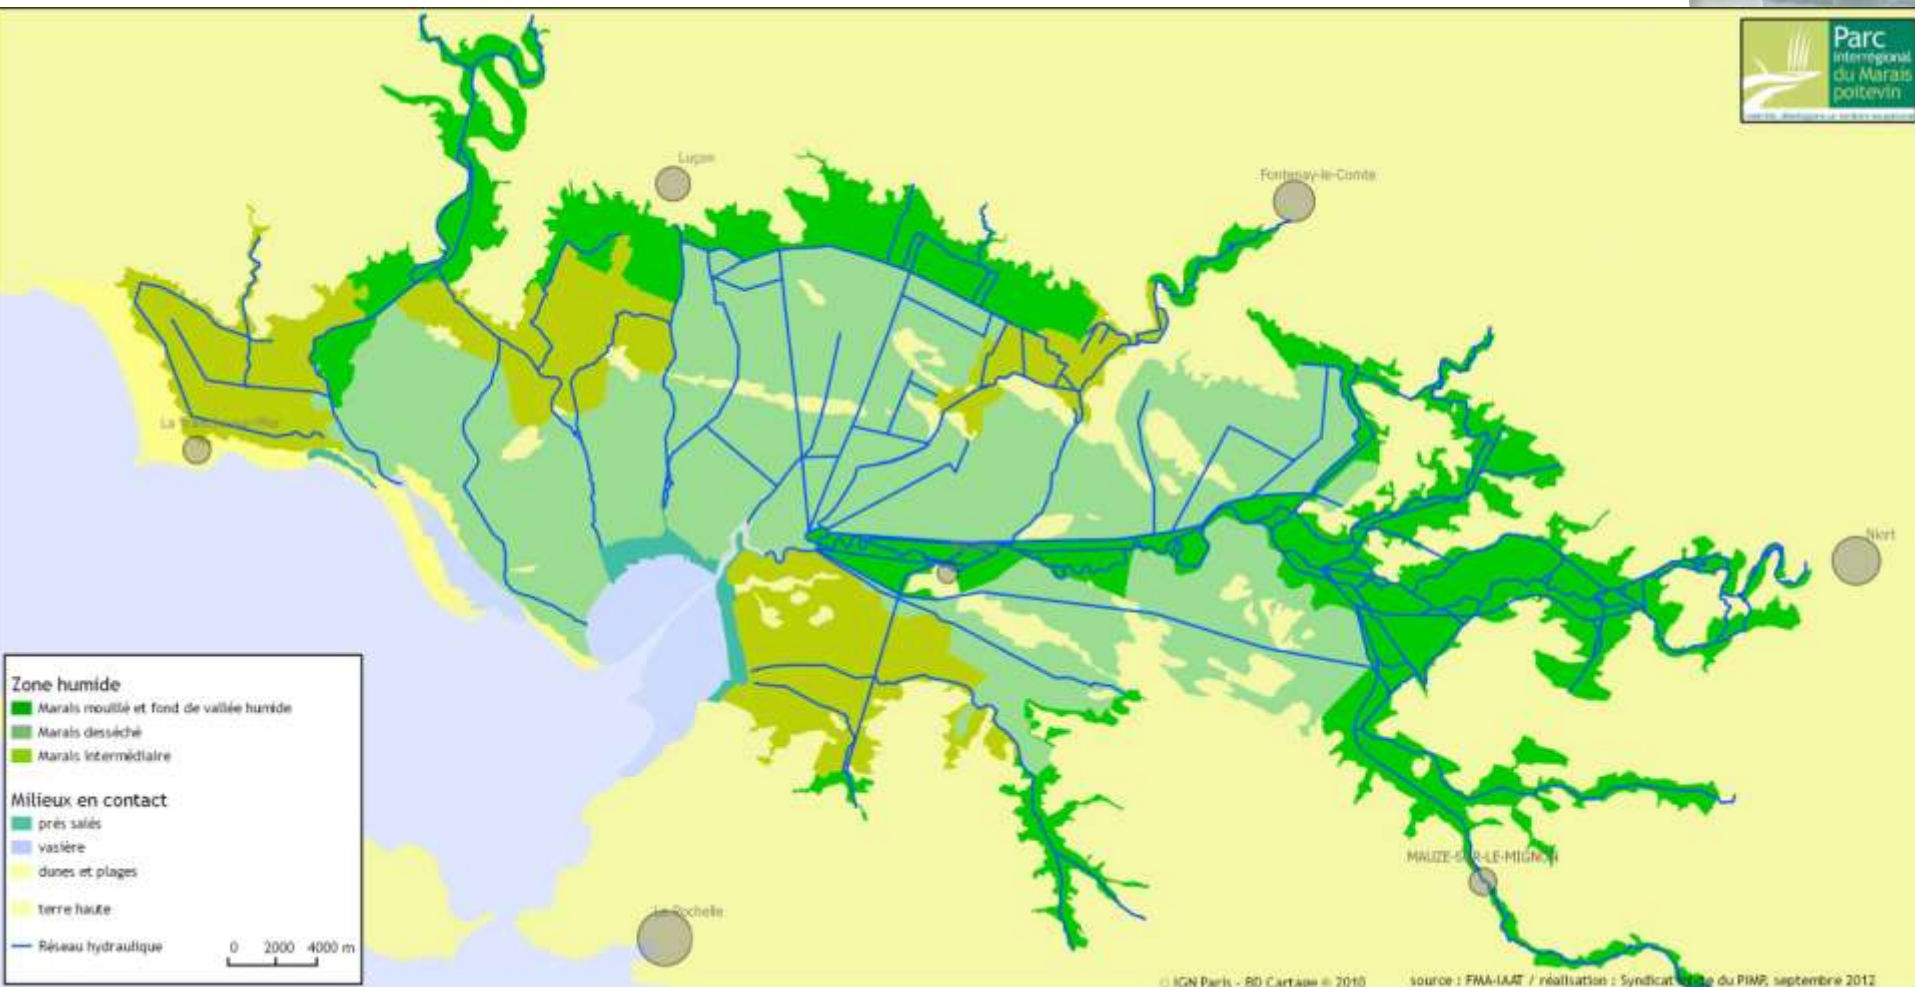 Parc
interrégional
du Marais
poitevin
Luçon
Fontenay-le-Comte
La
Niort
Zone humide
Marais mouillé et fond de vallée humide
Marais desséché
Marais intermédiaire
Milieux en contact
prés salés
vasière
dunes et plages
terre haute
Réseau hydraulique
0 2000 4000 m
MAUZE-SUR-LE-MIGNON
La Rochelle
© IGN Paris - BD Cartage © 2010
source : FMA-IAAT / réalisation : Syndicat mixte du PIMP, septembre 2012